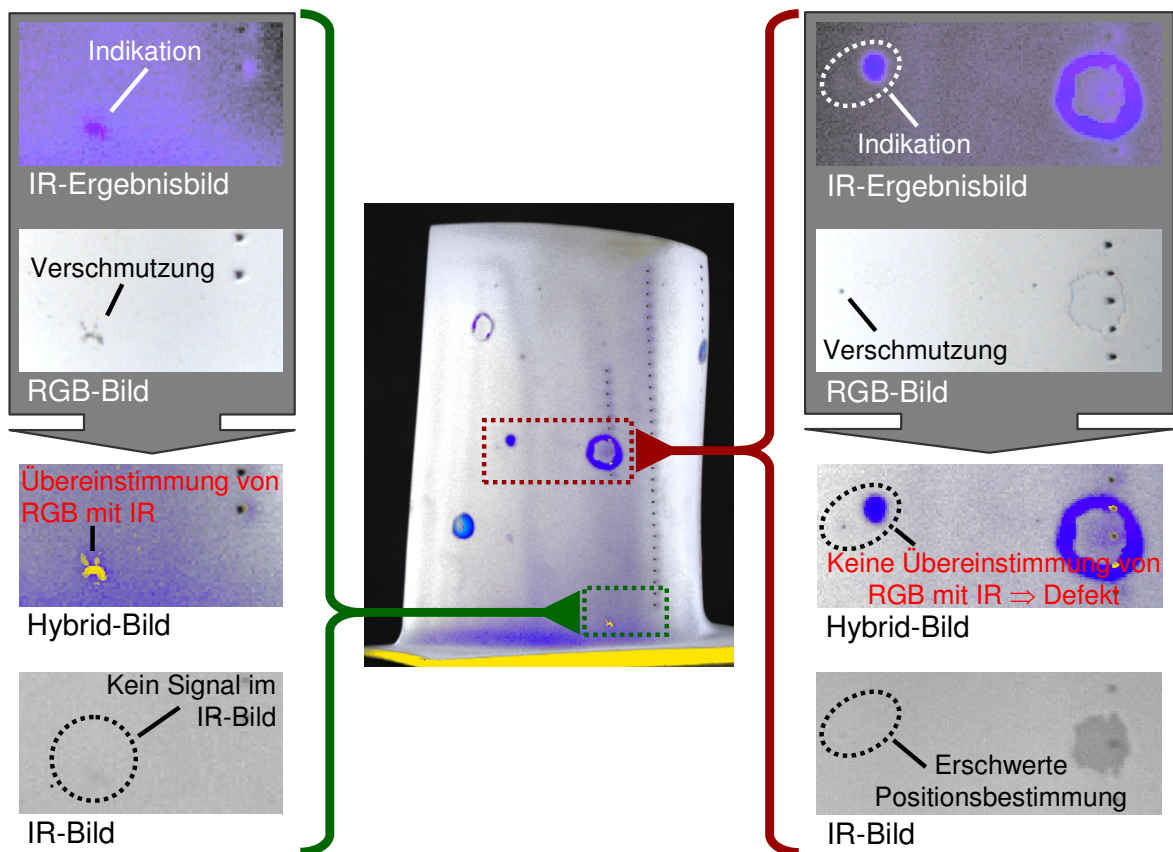 Indikation
IR-Ergebnisbild
Verschmutzung
RGB-Bild
Übereinstimmung von
RGB mit IR
Hybrid-Bild
Kein Signal im
IR-Bild
IR-Bild
Indikation
IR-Ergebnisbild
Verschmutzung
RGB-Bild
Keine Übereinstimmung von
RGB mit IR ⇒ Defekt
Hybrid-Bild
Erschwerte
Positionsbestimmung
IR-Bild